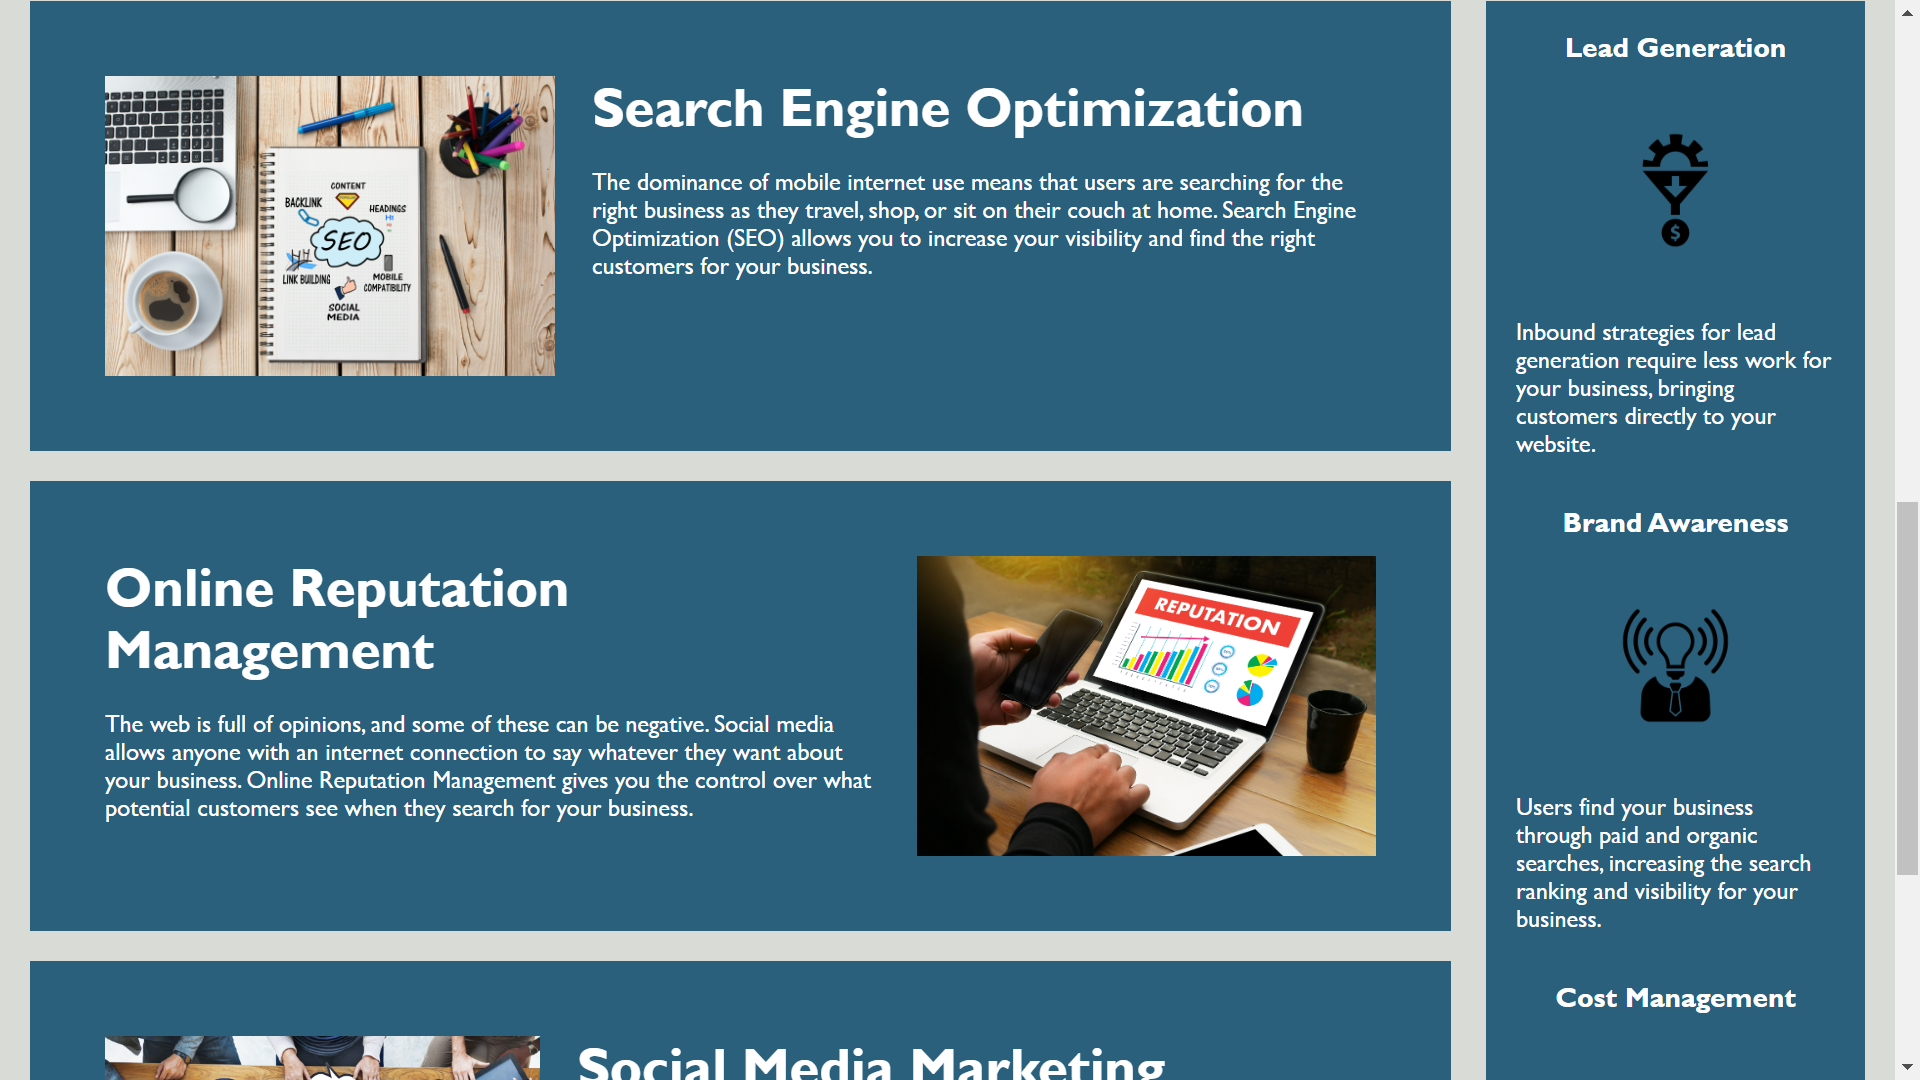 Search Engine Optimization
The dominance of mobile internet use means that users are searching for the
right business as they travel, shop, or sit on their couch at home. Search Engine
Optimization (SEO) allows you to increase your visibility and find the right
customers for your business.
CONTENT
BACKLINK
HEADINGS
H1
SEO
LINK BUILDING
MOBILE
COMPATIBILITY
SOCIAL
MEDIA
Online Reputation
Management
The web is full of opinions, and some of these can be negative. Social media
allows anyone with an internet connection to say whatever they want about
your business. Online Reputation Management gives you the control over what
potential customers see when they search for your business.
REPUTATION
Social Media Marketing
Lead Generation
$
Inbound strategies for lead
generation require less work for
your business, bringing
customers directly to your
website.
Brand Awareness
Users find your business
through paid and organic
searches, increasing the search
ranking and visibility for your
business.
Cost Management